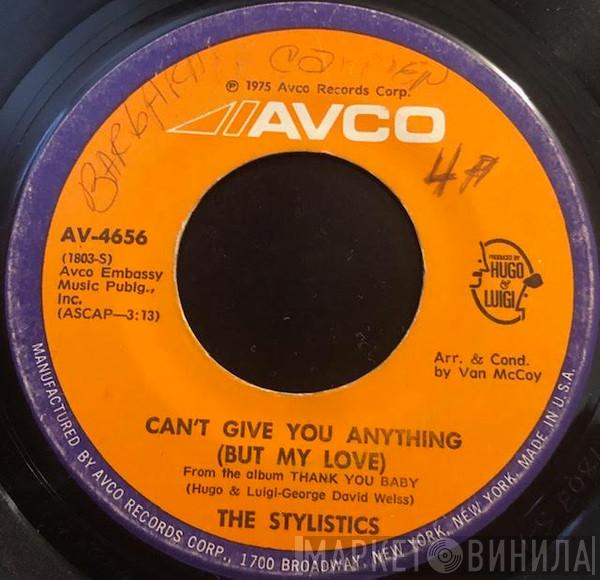 ℗ 1975 Avco Records Corp.
AVCO
4A
AV-4656
(1803-S)
Avco Embassy
Music Publg.,
Inc.
(ASCAP—3:13)
PRODUCED BY
HUGO
&
LUIGI
Arr. & Cond.
by Van McCoy
CAN'T GIVE YOU ANYTHING
(BUT MY LOVE)
From the album THANK YOU BABY
(Hugo & Luigi-George David Weiss)
THE STYLISTICS
MANUFACTURED BY AVCO RECORDS CORP., 1700 BROADWAY, NEW YORK, NEW YORK, MADE IN U.S.A.
МАРКЕТ ВИНИЛА